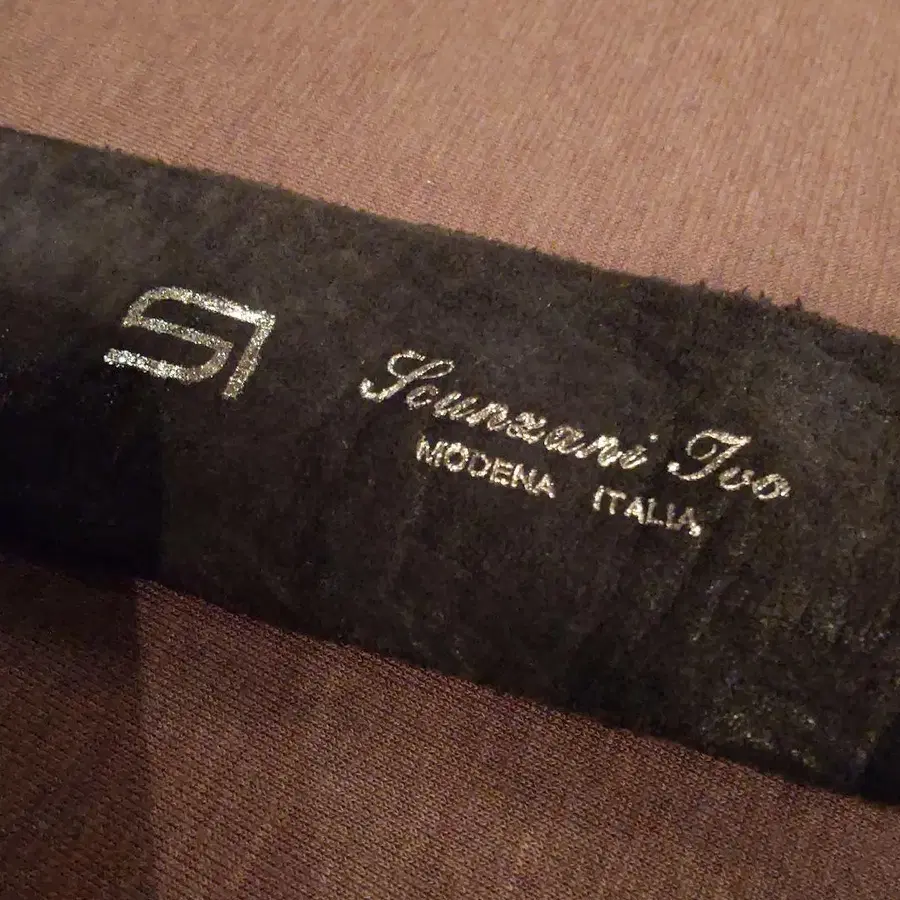 SI
Scunzani Ivo
MODENA ITALIA